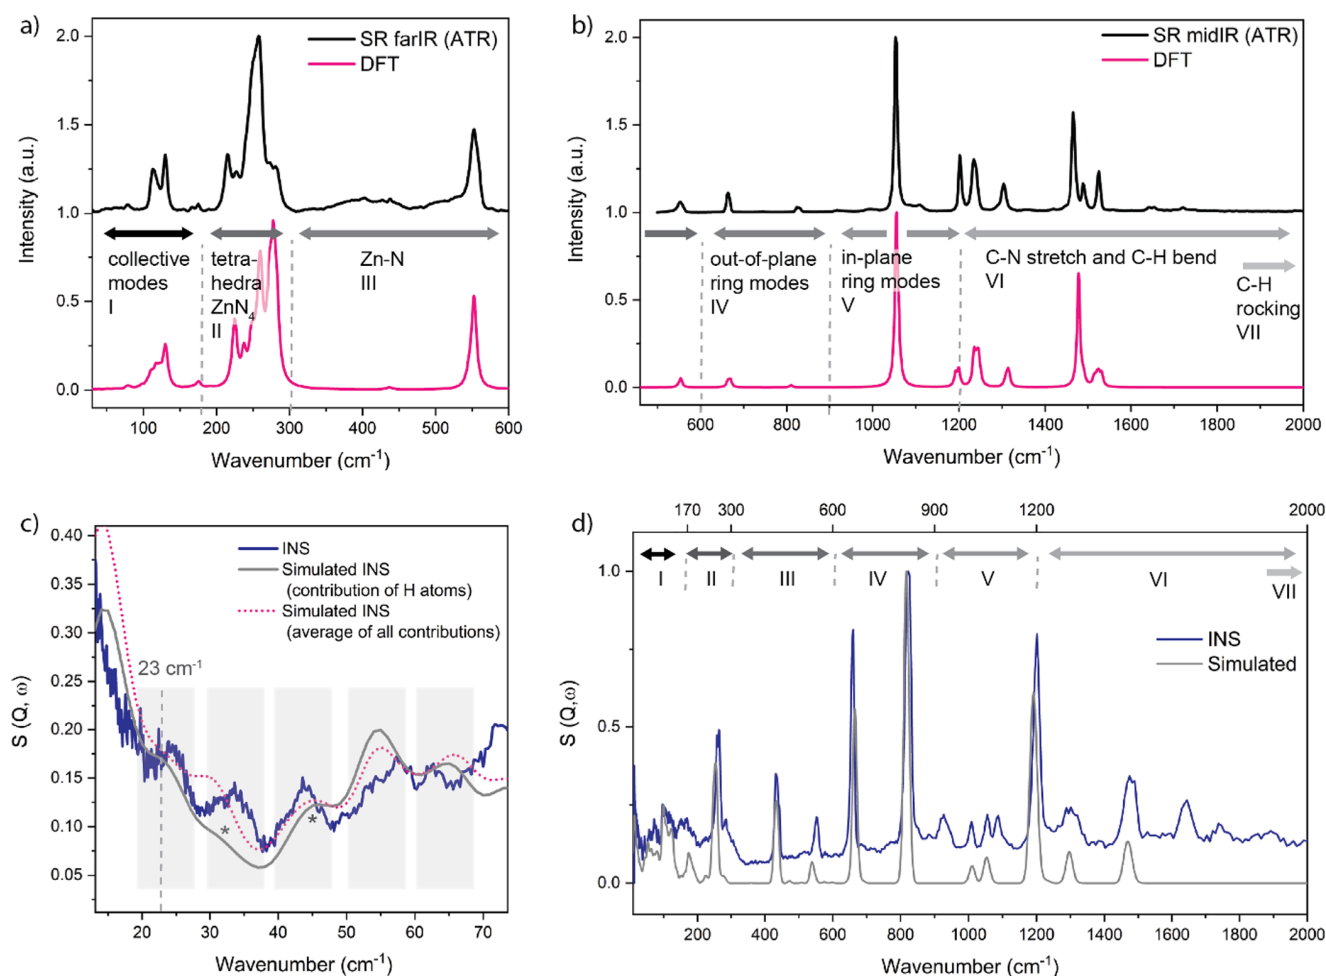 a)
SR farIR (ATR)
DFT
2.0
1.5
1.0
0.5
0.0
Intensity (a.u.)
collective
modes
I
tetra-
hedra
ZnN4
II
Zn-N
III
100 200 300 400 500 600
Wavenumber (cm-1)
b)
SR midIR (ATR)
DFT
2.0
1.5
1.0
0.5
0.0
Intensity (a.u.)
out-of-plane
ring modes
IV
in-plane
ring modes
V
C-N stretch and C-H bend
VI
C-H
rocking
VII
600 800 1000 1200 1400 1600 1800 2000
Wavenumber (cm-1)
c)
INS
Simulated INS
(contribution of H atoms)
Simulated INS
(average of all contributions)
0.40
0.35
0.30
0.25
0.20
0.15
0.10
0.05
S (Q, ω)
23 cm-1
* *
20 30 40 50 60 70
Wavenumber (cm-1)
d)
170 300 600 900 1200 2000
I II III IV V VI VII
INS
Simulated
1.0
0.5
0.0
S (Q,ω)
200 400 600 800 1000 1200 1400 1600 1800 2000
Wavenumber (cm-1)